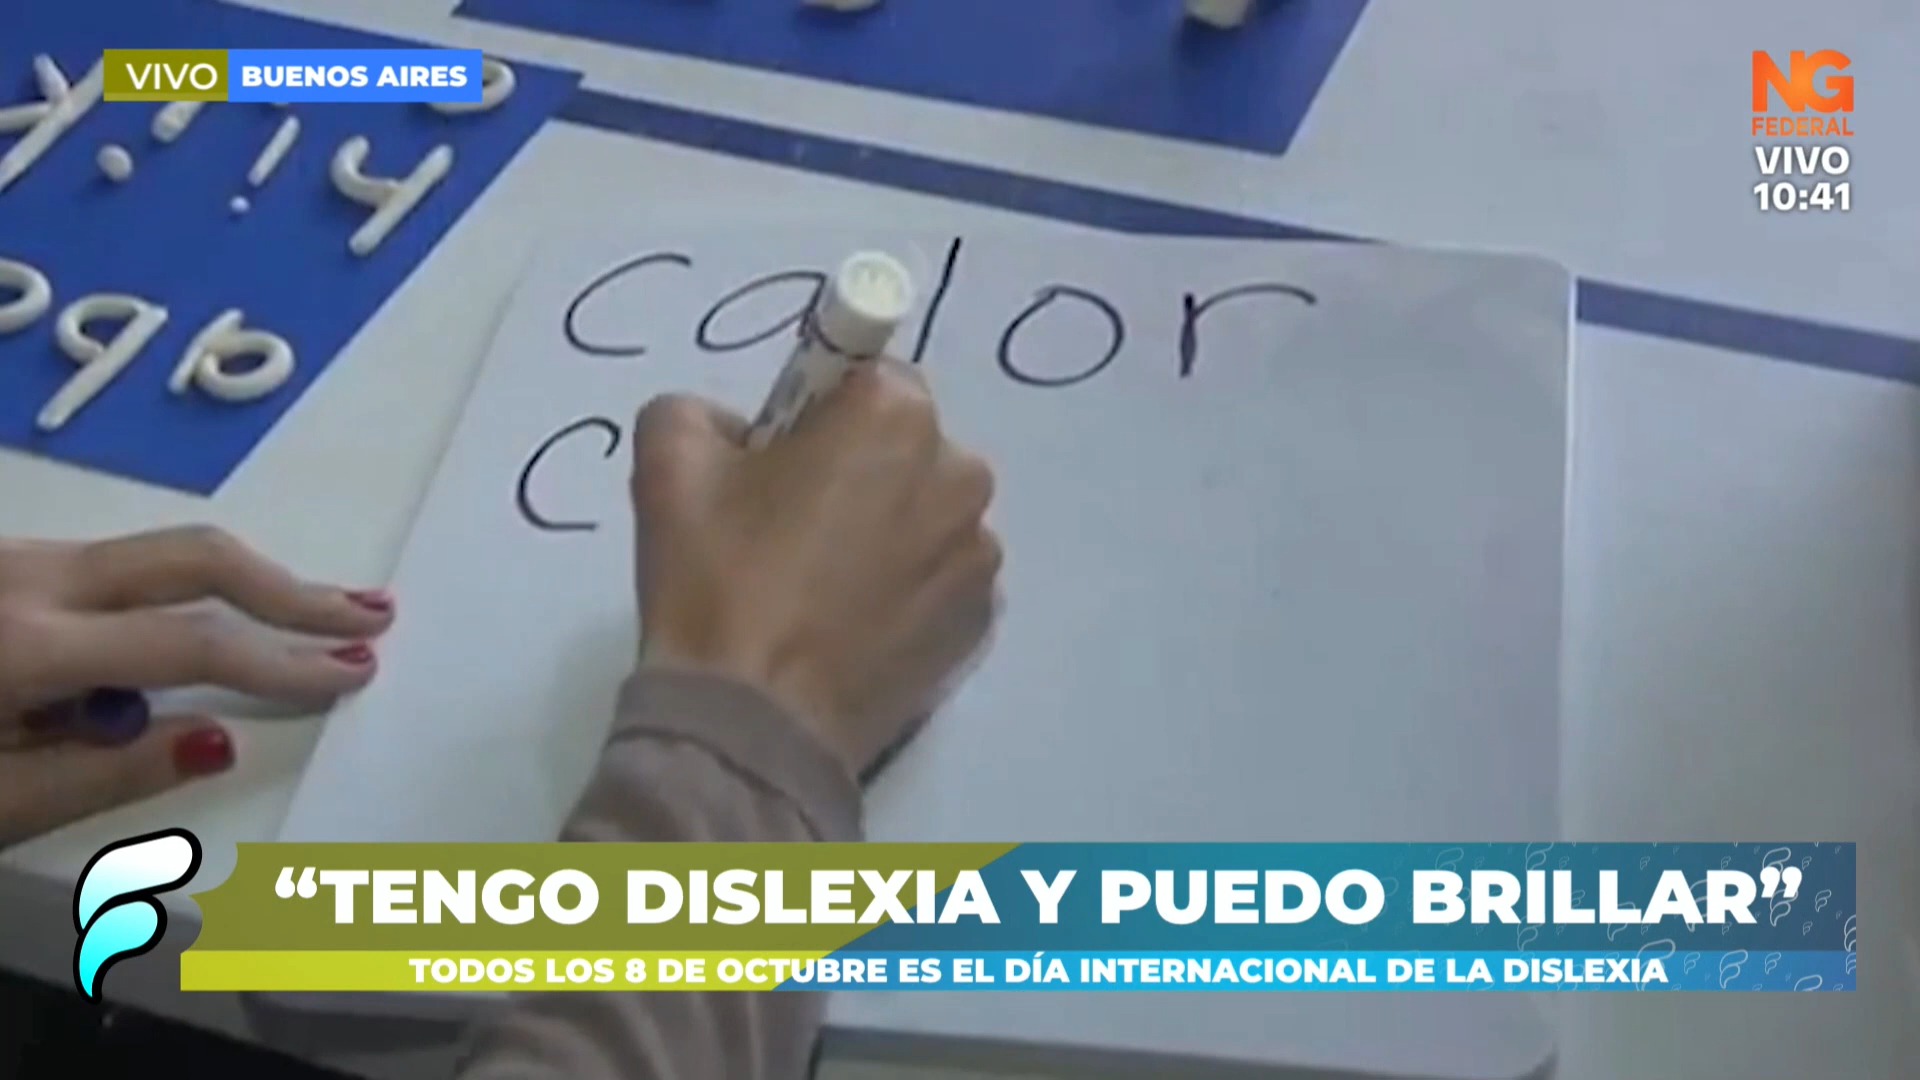 VIVO BUENOS AIRES
NG
FEDERAL
VIVO
10:41
calor
c
“TENGO DISLEXIA Y PUEDO BRILLAR”
TODOS LOS 8 DE OCTUBRE ES EL DÍA INTERNACIONAL DE LA DISLEXIA